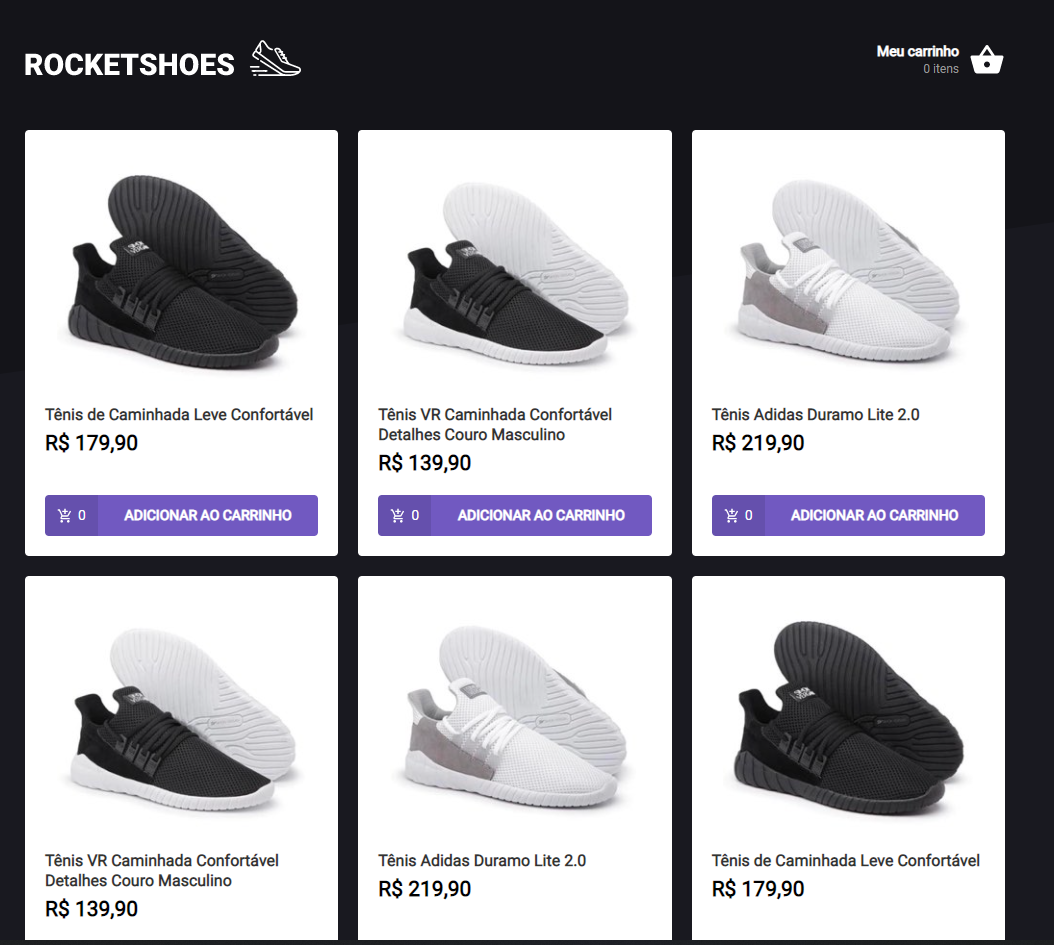 ROCKETSHOES
Meu carrinho
0 itens
Tênis de Caminhada Leve Confortável
R$ 179,90
0 ADICIONAR AO CARRINHO
Tênis VR Caminhada Confortável
Detalhes Couro Masculino
R$ 139,90
0 ADICIONAR AO CARRINHO
Tênis Adidas Duramo Lite 2.0
R$ 219,90
0 ADICIONAR AO CARRINHO
Tênis VR Caminhada Confortável
Detalhes Couro Masculino
R$ 139,90
Tênis Adidas Duramo Lite 2.0
R$ 219,90
Tênis de Caminhada Leve Confortável
R$ 179,90